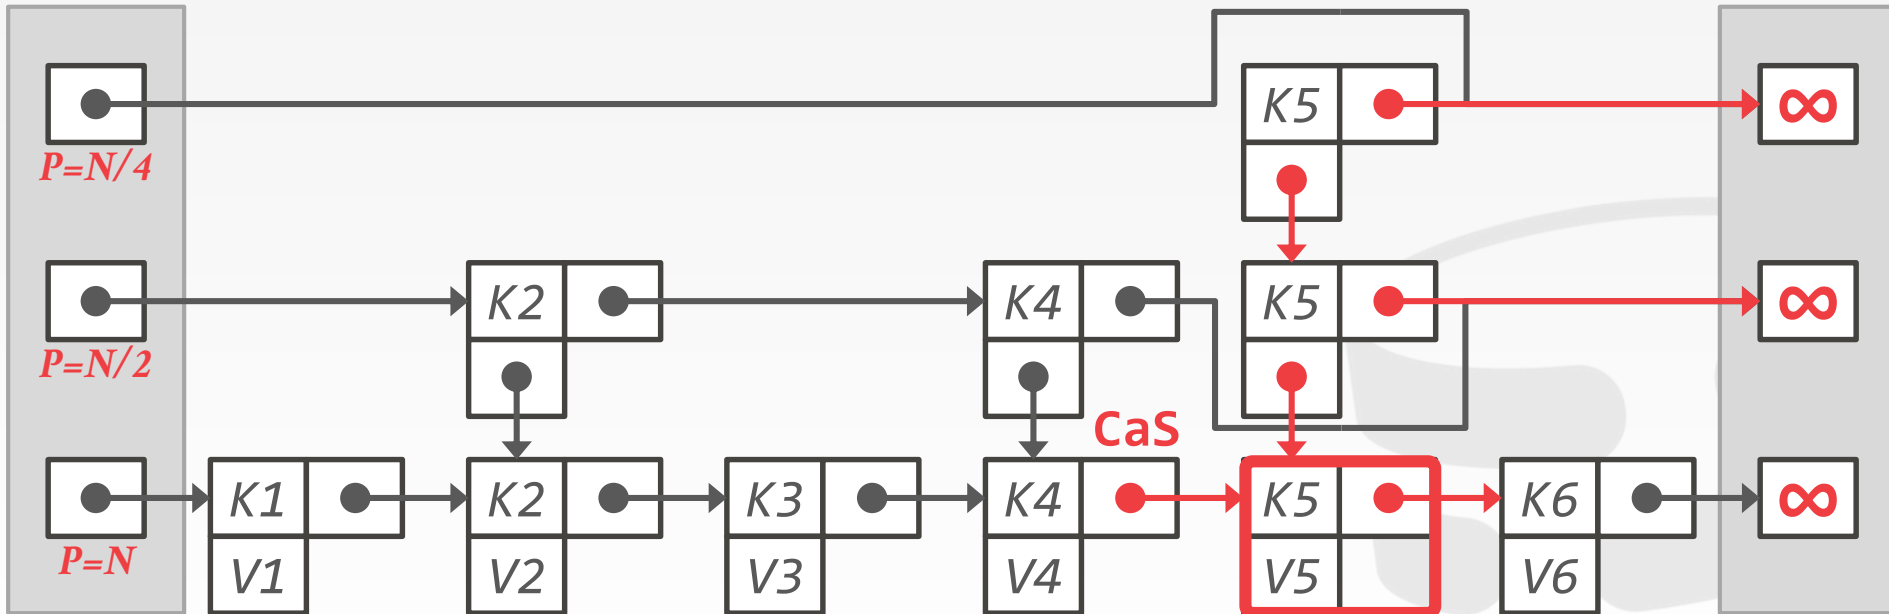 K5 ∞
P=N/4
K2 K4 K5 ∞
P=N/2
CaS
K1 K2 K3 K4 K5 K6 ∞
P=N
V1 V2 V3 V4 V5 V6